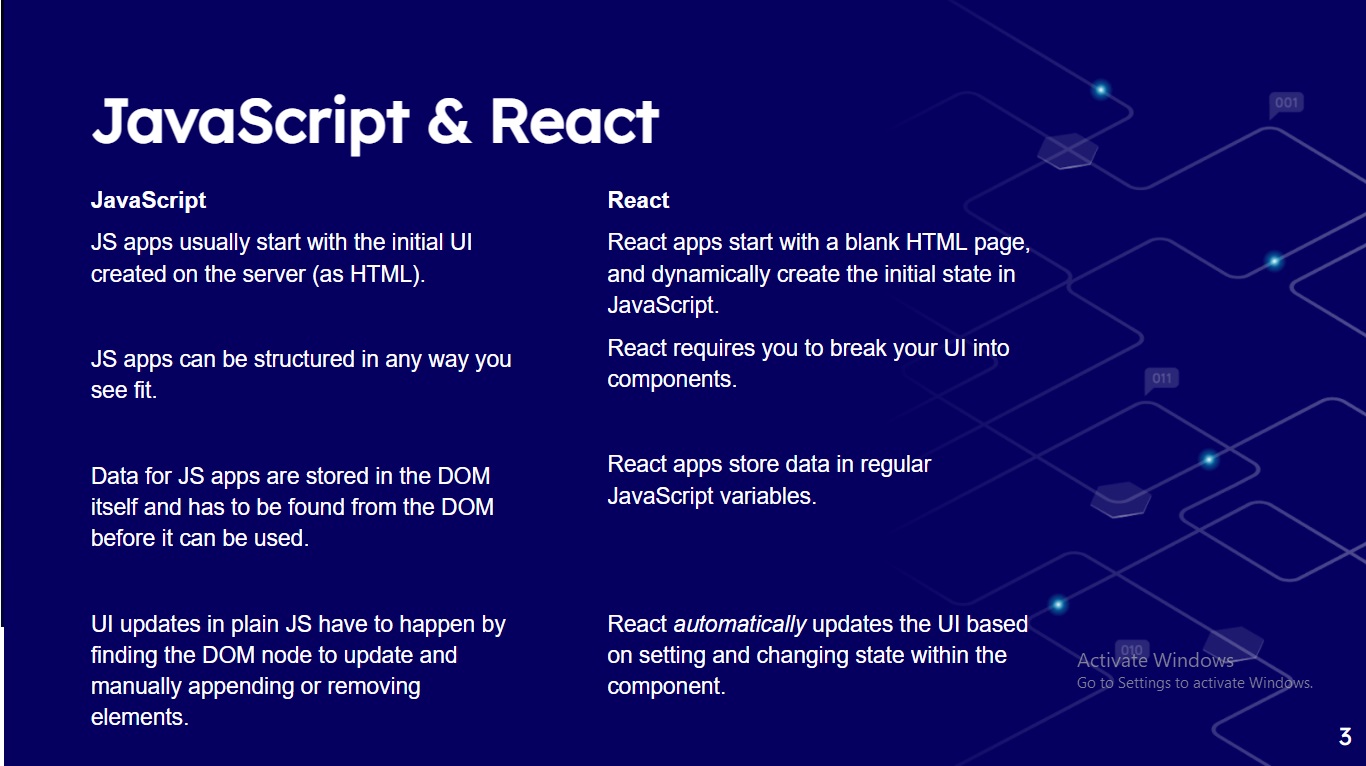 JavaScript & React
JavaScript
JS apps usually start with the initial UI
created on the server (as HTML).
JS apps can be structured in any way you
see fit.
Data for JS apps are stored in the DOM
itself and has to be found from the DOM
before it can be used.
UI updates in plain JS have to happen by
finding the DOM node to update and
manually appending or removing
elements.
React
React apps start with a blank HTML page,
and dynamically create the initial state in
JavaScript.
React requires you to break your UI into
components.
React apps store data in regular
JavaScript variables.
React automatically updates the UI based
on setting and changing state within the
component.
001
011
010
Activate Windows
Go to Settings to activate Windows.
3